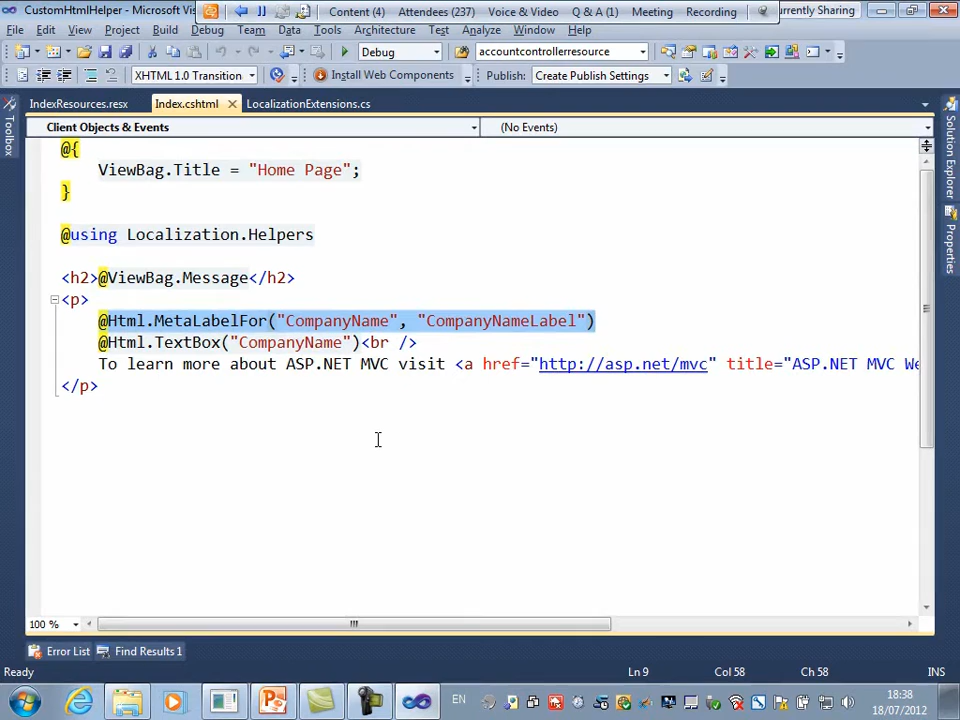 CustomHtmlHelper - Microsoft Vis
Content (4) Attendees (237) Voice & Video Q & A (1) Meeting Recording
urrently Sharing
File Edit View Project Build Debug Team Data Tools Architecture Test Analyze Window Help
Debug accountcontrollerresource
XHTML 1.0 Transition Install Web Components Publish: Create Publish Settings
IndexResources.resx Index.cshtml LocalizationExtensions.cs
Client Objects & Events (No Events)
Toolbox
Solution Explorer
Properties
@{
ViewBag.Title = "Home Page";
}
@using Localization.Helpers
<h2>@ViewBag.Message</h2>
<p>
@Html.MetaLabelFor("CompanyName", "CompanyNameLabel")
@Html.TextBox("CompanyName")<br />
To learn more about ASP.NET MVC visit <a href="http://asp.net/mvc" title="ASP.NET MVC We
</p>
100 %
Error List Find Results 1
Ready Ln 9 Col 58 Ch 58 INS
EN
18:38
18/07/2012